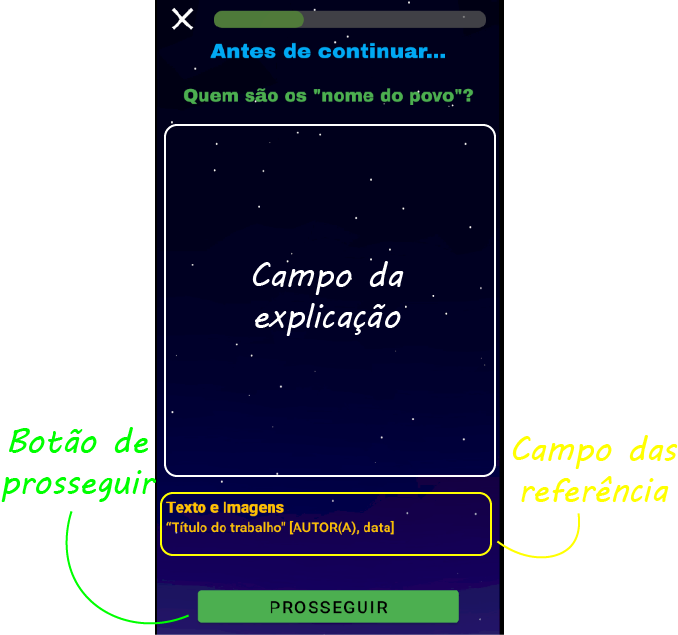 Antes de continuar...
Quem são os "nome do povo"?
Campo da
explicação
Botão de
prosseguir
Campo das
referência
Texto e Imagens
"Título do trabalho" [AUTOR(A), data]
PROSSEGUIR